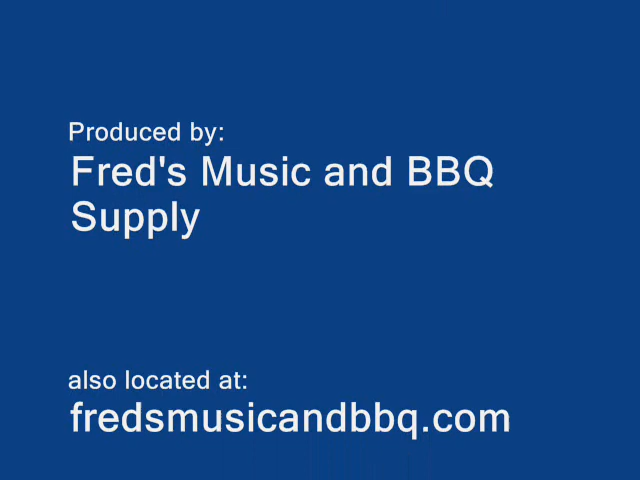 Produced by:
Fred's Music and BBQ
Supply
also located at:
fredsmusicandbbq.com